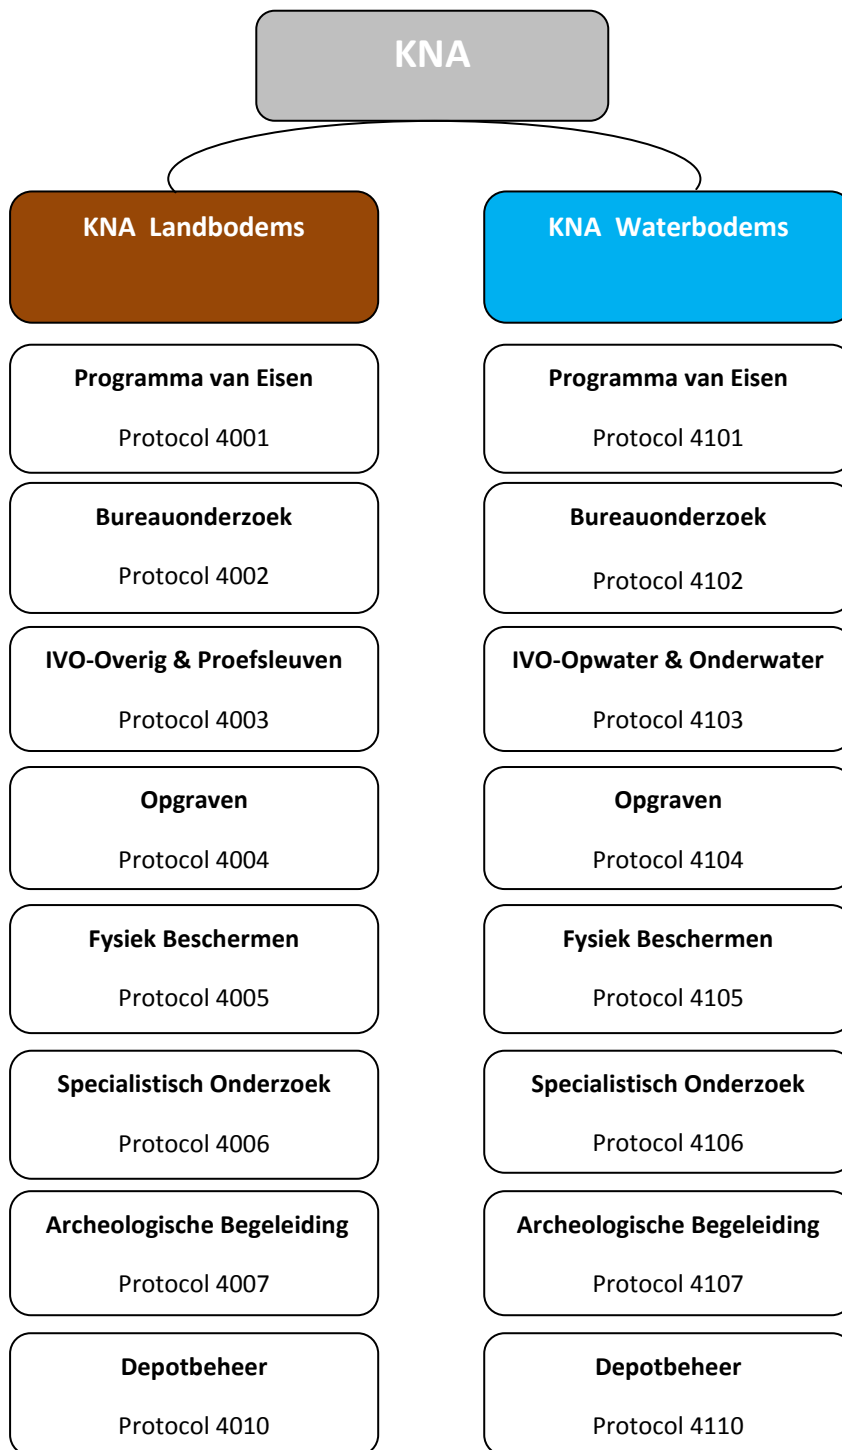 KNA
KNA Landbodems
Programma van Eisen
Protocol 4001
Bureauonderzoek
Protocol 4002
IVO-Overig & Proefsleuven
Protocol 4003
Opgraven
Protocol 4004
Fysiek Beschermen
Protocol 4005
Specialistisch Onderzoek
Protocol 4006
Archeologische Begeleiding
Protocol 4007
Depotbeheer
Protocol 4010
KNA Waterbodems
Programma van Eisen
Protocol 4101
Bureauonderzoek
Protocol 4102
IVO-Opwater & Onderwater
Protocol 4103
Opgraven
Protocol 4104
Fysiek Beschermen
Protocol 4105
Specialistisch Onderzoek
Protocol 4106
Archeologische Begeleiding
Protocol 4107
Depotbeheer
Protocol 4110